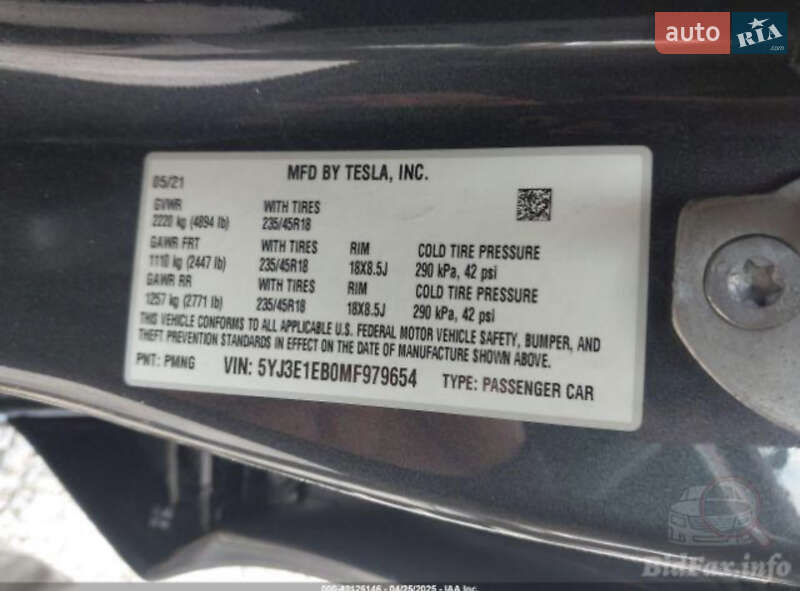 auto RIA
.com
MFD BY TESLA, INC.
05/21
GVWR WITH TIRES
2220 kg (4894 lb) 235/45R18
GAWR FRT WITH TIRES RIM COLD TIRE PRESSURE
1110 kg (2447 lb) 235/45R18 18X8.5J 290 kPa, 42 psi
GAWR RR WITH TIRES RIM COLD TIRE PRESSURE
1257 kg (2771 lb) 235/45R18 18X8.5J 290 kPa, 42 psi
THIS VEHICLE CONFORMS TO ALL APPLICABLE U.S. FEDERAL MOTOR VEHICLE SAFETY, BUMPER, AND
THEFT PREVENTION STANDARDS IN EFFECT ON THE DATE OF MANUFACTURE SHOWN ABOVE.
PNT: PMNG VIN: 5YJ3E1EB0MF979654 TYPE: PASSENGER CAR
BidFax.info
04/25/2025 - IAA Inc.